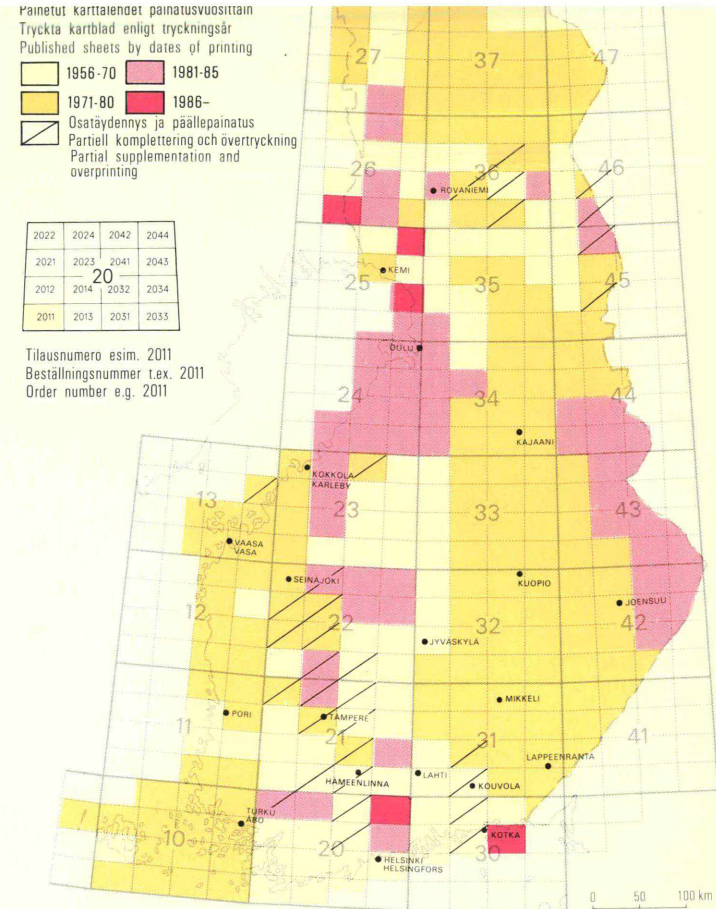 Painetut karttalehdet painatusvuosittain
Tryckta kartblad enligt tryckningsår
Published sheets by dates of printing
1956-70 1981-85
1971-80 1986–
Osatäydennys ja päällepainatus
Partiell komplettering och övertryckning
Partial supplementation and
overprinting
2022 2024 2042 2044
2021 2023 2041 2043
20
2012 2014 2032 2034
2011 2013 2031 2033
Tilausnumero esim. 2011
Beställningsnummer t.ex. 2011
Order number e.g. 2011
27 37 47
26 36 46
ROVANIEMI
KEMI
25 35 45
OULU
24 34 44
KAJAANI
KOKKOLA
KARLEBY
13 23 33 43
VAASA
VASA
SEINÄJOKI
KUOPIO
JOENSUU
12 22 32 42
JYVÄSKYLÄ
MIKKELI
PORI
TAMPERE
11 21 31 41
LAPPEENRANTA
HÄMEENLINNA
LAHTI
KOUVOLA
TURKU
ÅBO
KOTKA
10 20 30
HELSINKI
HELSINGFORS
0 50 100 km